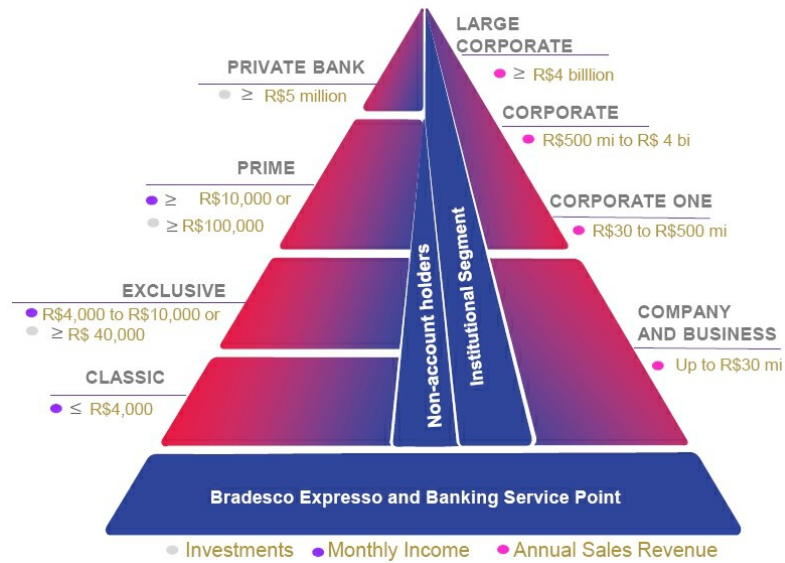 PRIVATE BANK
≥ R$5 million
PRIME
≥ R$10,000 or
≥ R$100,000
EXCLUSIVE
R$4,000 to R$10,000 or
≥ R$ 40,000
CLASSIC
≤ R$4,000
Non-account holders
Institutional Segment
LARGE
CORPORATE
≥ R$4 billlion
CORPORATE
R$500 mi to R$ 4 bi
CORPORATE ONE
R$30 to R$500 mi
COMPANY
AND BUSINESS
Up to R$30 mi
Bradesco Expresso and Banking Service Point
Investments Monthly Income Annual Sales Revenue